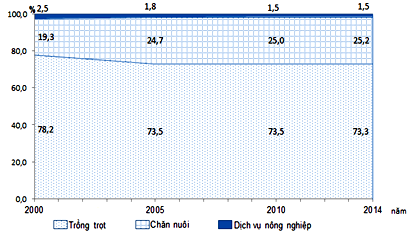 % 2,5 1,8 1,5 1,5
100,0
19,3 24,7 25,0 25,2
80,0
60,0
40,0
78,2 73,5 73,5 73,3
20,0
0,0
2000 2005 2010 2014 năm
Trồng trọt Chăn nuôi Dịch vụ nông nghiệp